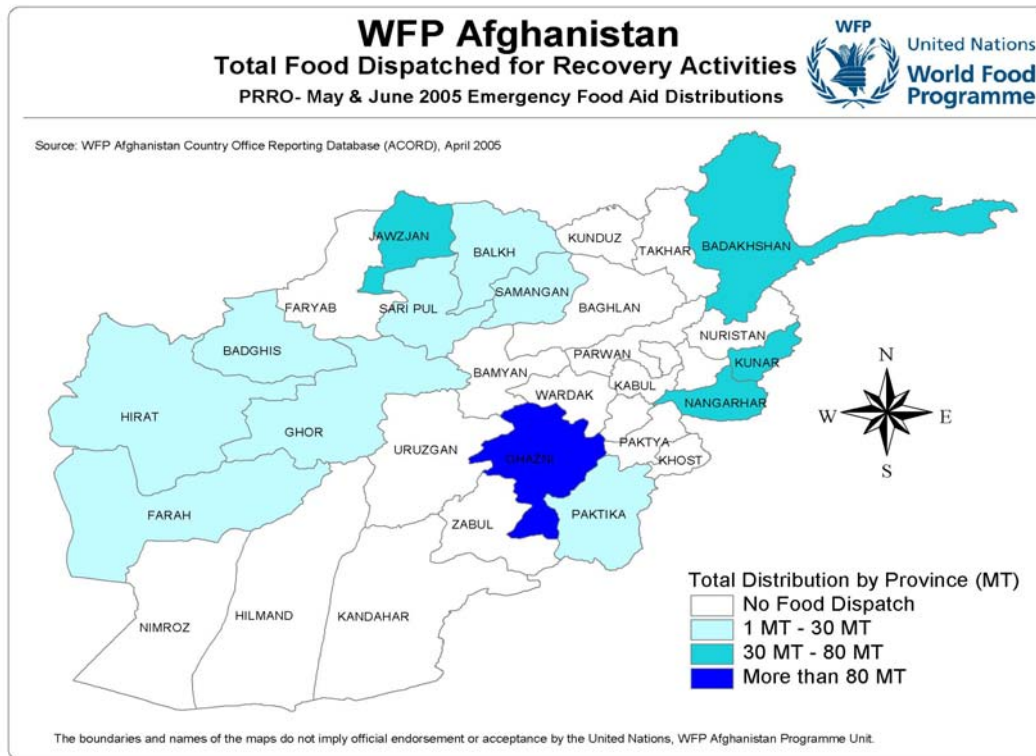 WFP Afghanistan
Total Food Dispatched for Recovery Activities
PRRO- May & June 2005 Emergency Food Aid Distributions
WFP
United Nations
World Food
Programme
Source: WFP Afghanistan Country Office Reporting Database (ACORD), April 2005
JAWZJAN
BALKH
KUNDUZ
TAKHAR
BADAKHSHAN
SAMANGAN
FARYAB
SARI PUL
BAGHLAN
NURISTAN
BADGHIS
PARWAN
KUNAR
BAMYAN
KABUL
WARDAK
NANGARHAR
HIRAT
GHOR
URUZGAN
PAKTYA
GHAZNI
KHOST
FARAH
ZABUL
PAKTIKA
NIMROZ
HILMAND
KANDAHAR
N
W
E
S
Total Distribution by Province (MT)
No Food Dispatch
1 MT - 30 MT
30 MT - 80 MT
More than 80 MT
The boundaries and names of the maps do not imply official endorsement or acceptance by the United Nations, WFP Afghanistan Programme Unit.